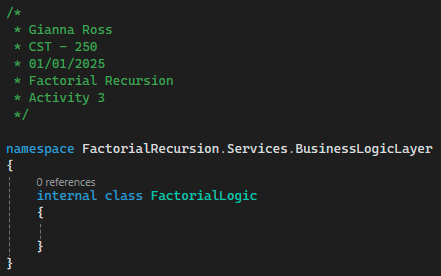 /*
 * Gianna Ross
 * CST - 250
 * 01/01/2025
 * Factorial Recursion
 * Activity 3
 */
namespace FactorialRecursion.Services.BusinessLogicLayer
{
    0 references
    internal class FactorialLogic
    {
    }
}